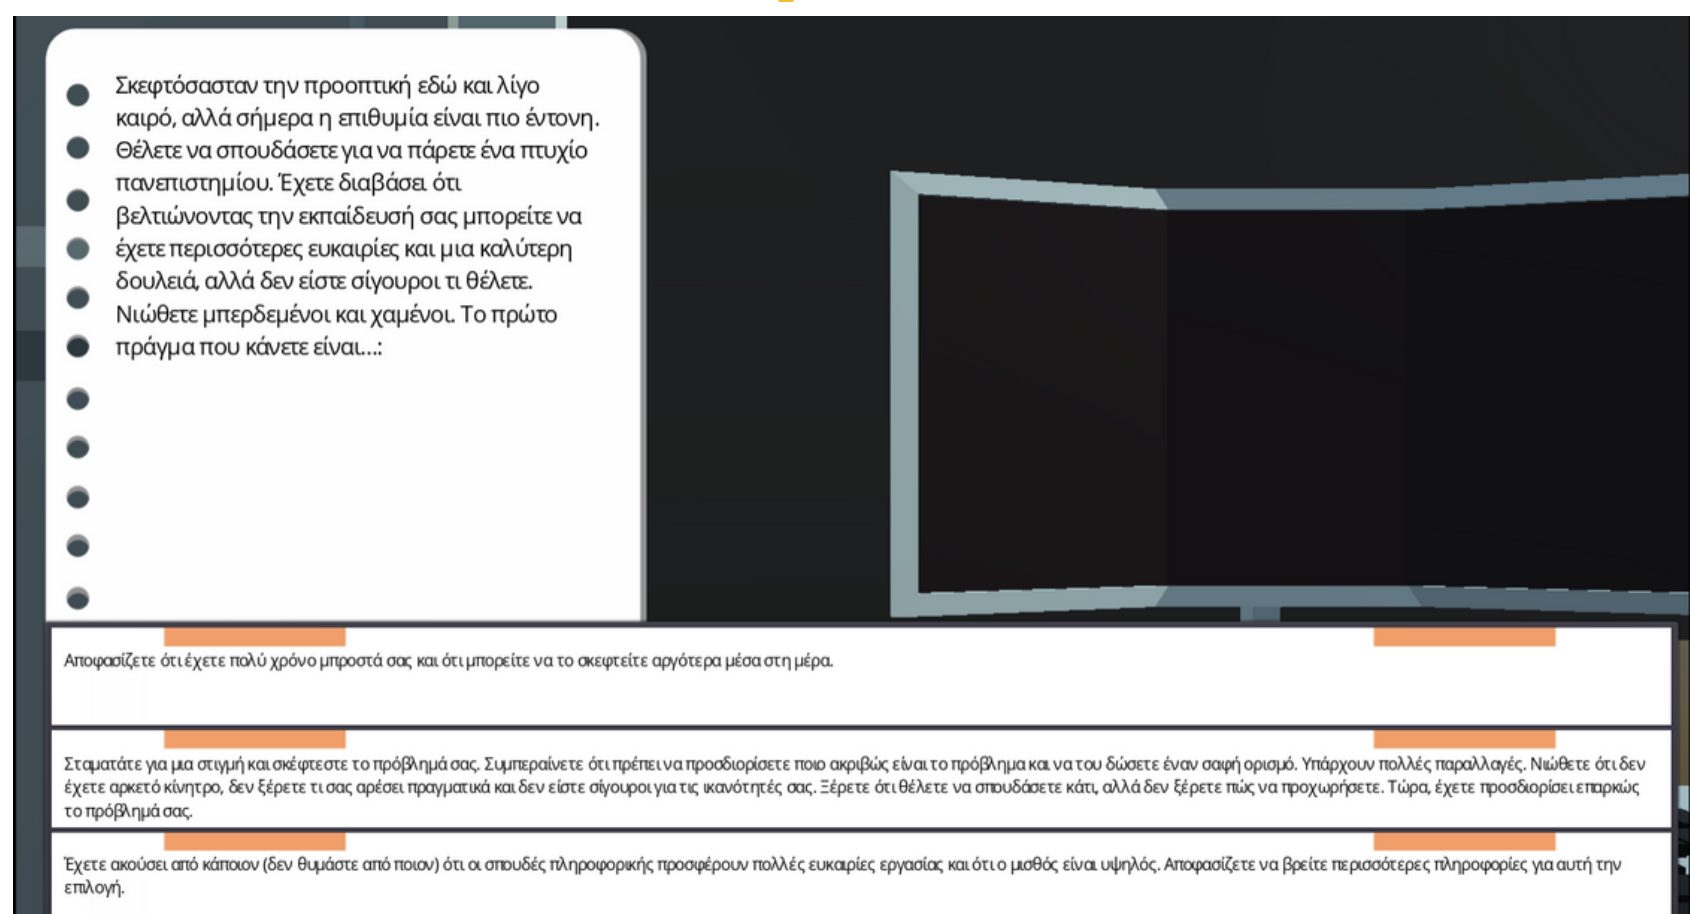 Σκεφτόσασταν την προοπτική εδώ και λίγο
καιρό, αλλά σήμερα η επιθυμία είναι πιο έντονη.
Θέλετε να σπουδάσετε για να πάρετε ένα πτυχίο
πανεπιστημίου. Έχετε διαβάσει ότι
βελτιώνοντας την εκπαίδευσή σας μπορείτε να
έχετε περισσότερες ευκαιρίες και μια καλύτερη
δουλειά, αλλά δεν είστε σίγουροι τι θέλετε.
Νιώθετε μπερδεμένοι και χαμένοι. Το πρώτο
πράγμα που κάνετε είναι...:
Αποφασίζετε ότι έχετε πολύ χρόνο μπροστά σας και ότι μπορείτε να το σκεφτείτε αργότερα μέσα στη μέρα.
Σταματάτε για μια στιγμή και σκέφτεστε το πρόβλημά σας. Συμπεραίνετε ότι πρέπει να προσδιορίσετε ποιο ακριβώς είναι το πρόβλημα και να του δώσετε έναν σαφή ορισμό. Υπάρχουν πολλές παραλλαγές. Νιώθετε ότι δεν
έχετε αρκετό κίνητρο, δεν ξέρετε τι σας αρέσει πραγματικά και δεν είστε σίγουροι για τις ικανότητές σας. Ξέρετε ότι θέλετε να σπουδάσετε κάτι, αλλά δεν ξέρετε πώς να προχωρήσετε. Τώρα, έχετε προσδιορίσει επαρκώς
το πρόβλημά σας.
Έχετε ακούσει από κάποιον (δεν θυμάστε από ποιον) ότι οι σπουδές πληροφορικής προσφέρουν πολλές ευκαιρίες εργασίας και ότι ο μισθός είναι υψηλός. Αποφασίζετε να βρείτε περισσότερες πληροφορίες για αυτή την
επιλογή.